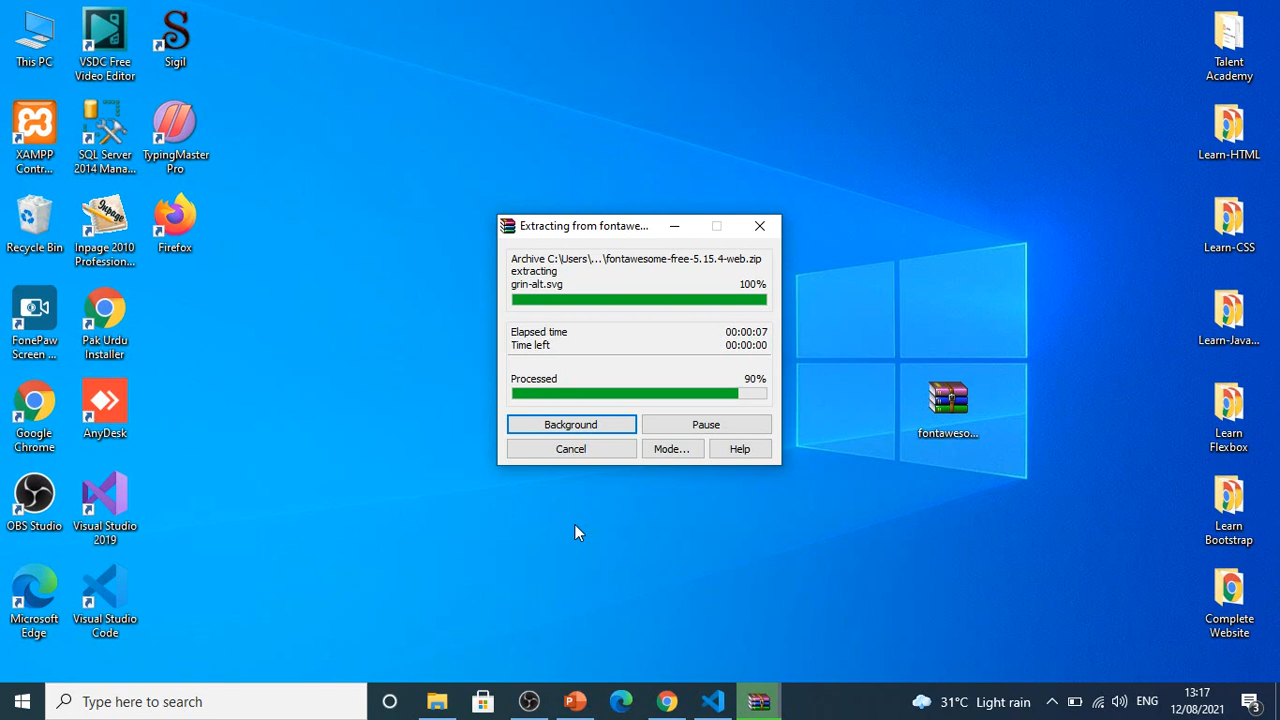 This PC
VSDC Free
Video Editor
Sigil
XAMPP
Contr...
SQL Server
2014 Mana...
TypingMaster
Pro
Recycle Bin
Inpage 2010
Profession...
Firefox
FonePaw
Screen ...
Pak Urdu
Installer
Google
Chrome
AnyDesk
OBS Studio
Visual Studio
2019
Microsoft
Edge
Visual Studio
Code
Extracting from fontawe...
Archive C:\Users\...\fontawesome-free-5.15.4-web.zip
extracting
grin-alt.svg 100%
Elapsed time 00:00:07
Time left 00:00:00
Processed 90%
Background Pause
Cancel Mode... Help
fontaweso...
Talent
Academy
Learn-HTML
Learn-CSS
Learn-Java...
Learn
Flexbox
Learn
Bootstrap
Complete
Website
Type here to search
31°C Light rain
ENG
13:17
12/08/2021
3